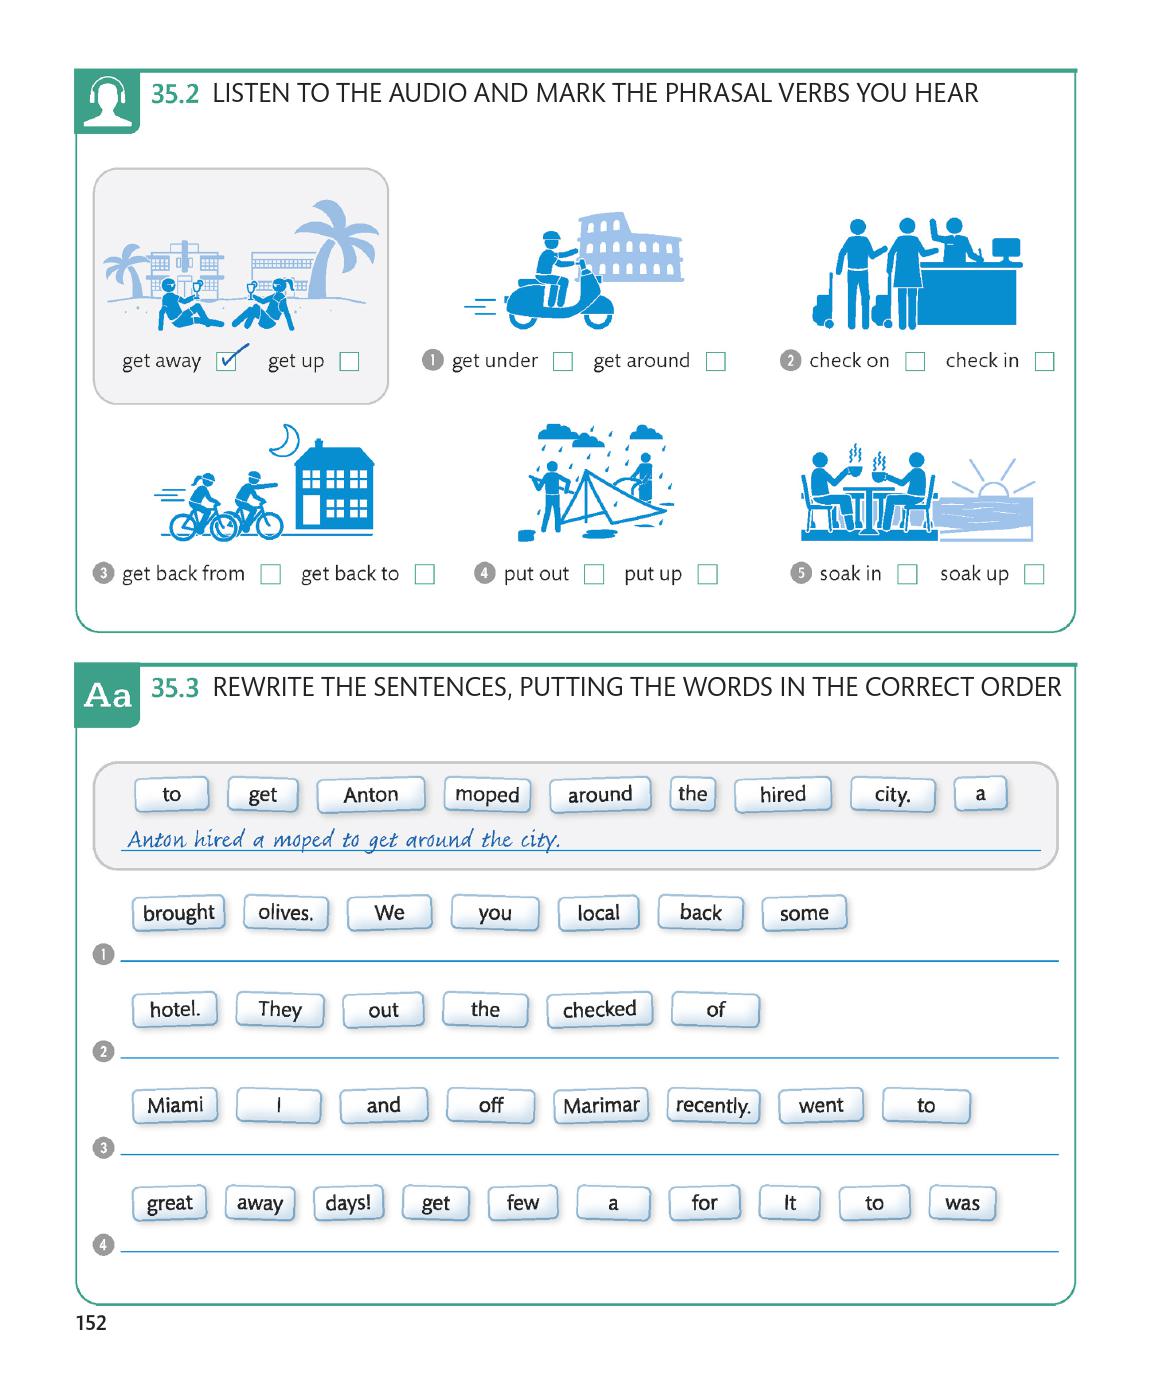 35.2 LISTEN TO THE AUDIO AND MARK THE PHRASAL VERBS YOU HEAR
get away get up
1 get under get around
2 check on check in
3 get back from get back to
4 put out put up
5 soak in soak up
Aa 35.3 REWRITE THE SENTENCES, PUTTING THE WORDS IN THE CORRECT ORDER
to get Anton moped around the hired city. a
Anton hired a moped to get around the city.
brought olives. We you local back some
1
hotel. They out the checked of
2
Miami I and off Marimar recently. went to
3
great away days! get few a for It to was
4
152